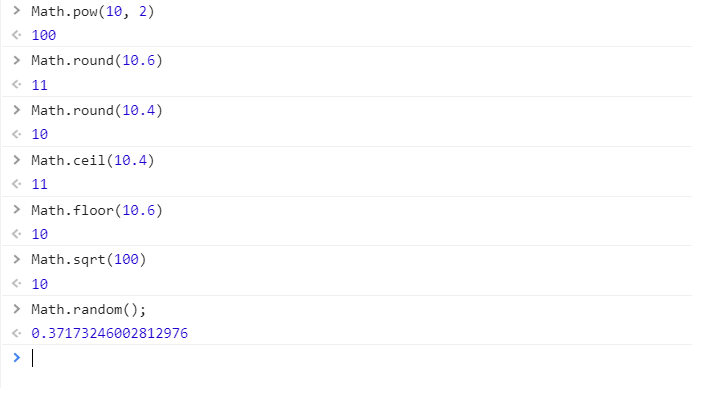 > Math.pow(10, 2)
<· 100
> Math.round(10.6)
<· 11
> Math.round(10.4)
<· 10
> Math.ceil(10.4)
<· 11
> Math.floor(10.6)
<· 10
> Math.sqrt(100)
<· 10
> Math.random();
<· 0.37173246002812976
>